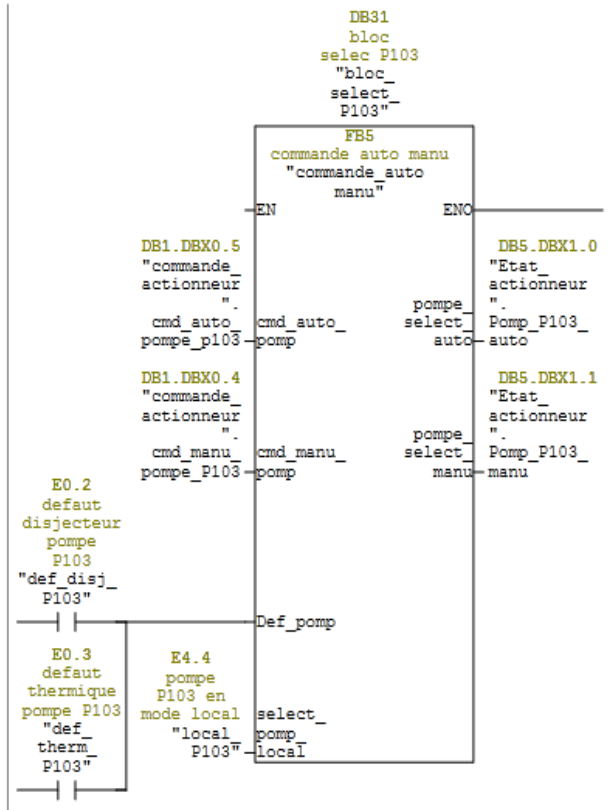 DB31
bloc
selec P103
"bloc_
select_
P103"
FB5
commande auto manu
"commande_auto
manu"
EN
ENO
DB1.DBX0.5
"commande_
actionneur
".
cmd_auto_
pompe_p103
cmd_auto_
pomp
pompe_
select_
auto
DB5.DBX1.0
"Etat_
actionneur
".
Pomp_P103_
auto
DB1.DBX0.4
"commande_
actionneur
".
cmd_manu_
pompe_P103
cmd_manu_
pomp
pompe_
select_
manu
DB5.DBX1.1
"Etat_
actionneur
".
Pomp_P103_
manu
E0.2
defaut
disjecteur
pompe
P103
"def_disj_
P103"
Def_pomp
E0.3
defaut
thermique
pompe P103
"def_
therm_
P103"
E4.4
pompe
P103 en
mode local
"local_
P103"
select_
pomp_
local